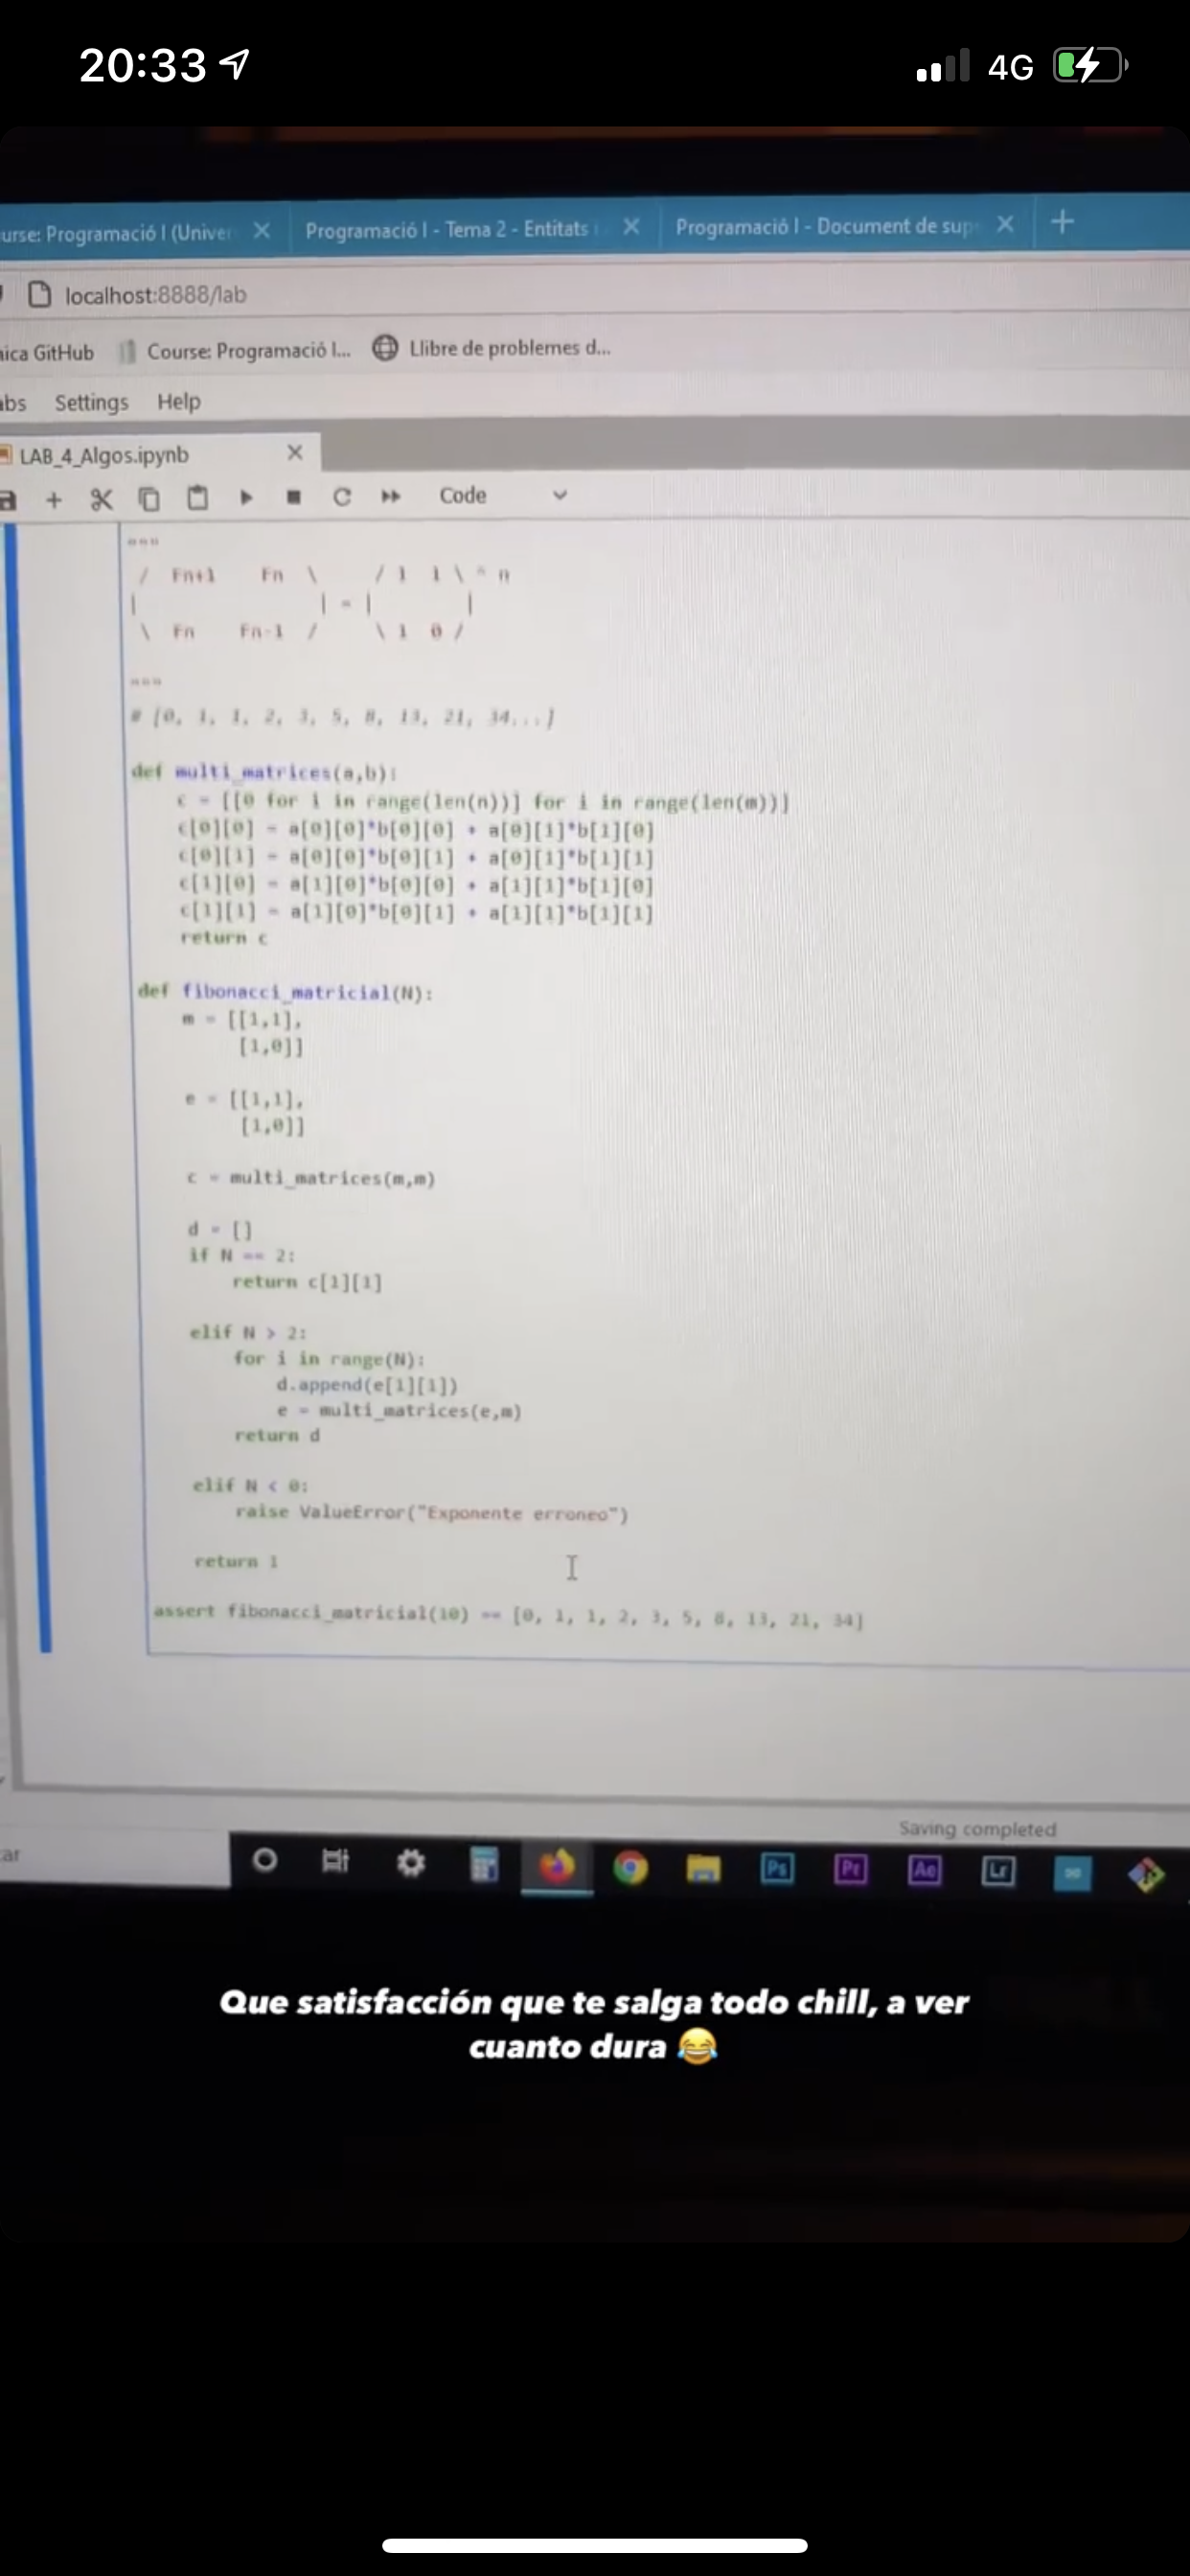 20:33
4G
urse: Programació I (Univer
Programació I - Tema 2 - Entitats i
Programació I - Document de sup
localhost:8888/lab
nica GitHub
Course: Programació I...
Llibre de problemes d...
abs Settings Help
LAB_4_Algos.ipynb
Code
"""
/ Fn+1 Fn \ / 1 1 \ ^ n
| | = | |
\ Fn Fn-1 / \ 1 0 /
"""
# [0, 1, 1, 2, 3, 5, 8, 13, 21, 34...]
def multi_matrices(a,b):
c = [[0 for i in range(len(n))] for i in range(len(m))]
c[0][0] = a[0][0]*b[0][0] + a[0][1]*b[1][0]
c[0][1] = a[0][0]*b[0][1] + a[0][1]*b[1][1]
c[1][0] = a[1][0]*b[0][0] + a[1][1]*b[1][0]
c[1][1] = a[1][0]*b[0][1] + a[1][1]*b[1][1]
return c
def fibonacci_matricial(N):
m = [[1,1],
[1,0]]
e = [[1,1],
[1,0]]
c = multi_matrices(m,m)
d = []
if N == 2:
return c[1][1]
elif N > 2:
for i in range(N):
d.append(e[1][1])
e = multi_matrices(e,m)
return d
elif N < 0:
raise ValueError("Exponente erroneo")
return 1
assert fibonacci_matricial(10) == [0, 1, 1, 2, 3, 5, 8, 13, 21, 34]
Saving completed
ar
Ps
Pr
Ae
Lr
Que satisfacción que te salga todo chill, a ver
cuanto dura 😂